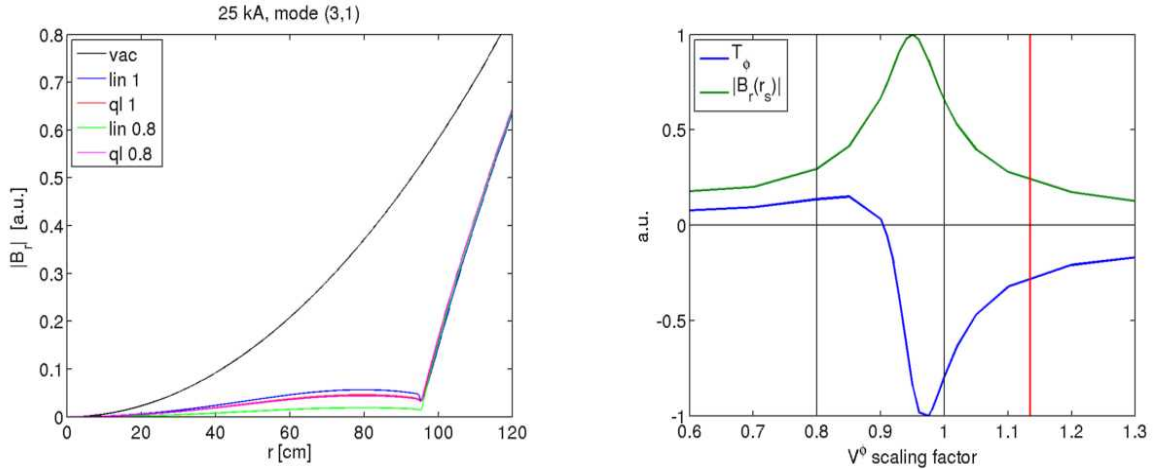 25 kA, mode (3,1)
|B_r| [a.u.]
0.8
0.7
0.6
0.5
0.4
0.3
0.2
0.1
0
vac
lin 1
ql 1
lin 0.8
ql 0.8
0 20 40 60 80 100 120
r [cm]
a.u.
1
0.5
0
-0.5
-1
T_ϕ
|B_r(r_s)|
0.6 0.7 0.8 0.9 1 1.1 1.2 1.3
V^ϕ scaling factor